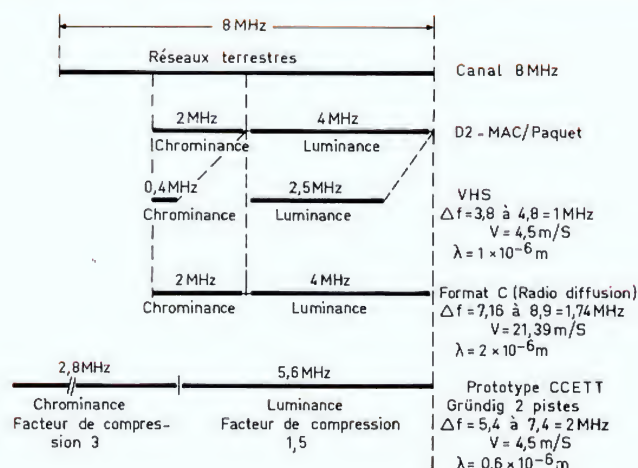 8 MHz
Réseaux terrestres
Canal 8MHz
2 MHz
4 MHz
Chrominance
Luminance
D2 - MAC/Paquet
0,4 MHz
2,5MHz
Chrominance
Luminance
VHS
Δf = 3,8 à 4,8 = 1 MHz
V = 4,5 m/S
λ = 1 × 10⁻⁶ m
2 MHz
4 MHz
Chrominance
Luminance
Format C (Radio diffusion)
Δf = 7,16 à 8,9 = 1,74 MHz
V = 21,39 m/S
λ = 2 × 10⁻⁶ m
2,8MHz
5,6 MHz
Chrominance
Facteur de compres-
sion 3
Luminance
Facteur de compression
1,5
Prototype CCETT
Gründig 2 pistes
Δf = 5,4 à 7,4 = 2 MHz
V = 4,5 m/S
λ = 0,6 × 10⁻⁶ m